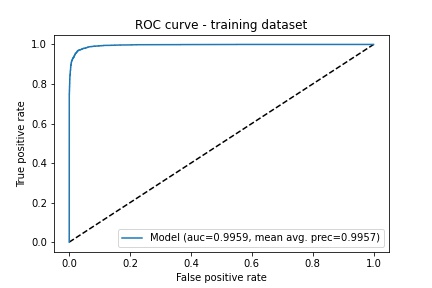 ROC curve - training dataset
1.0
0.8
0.6
0.4
0.2
0.0
True positive rate
Model (auc=0.9959, mean avg. prec=0.9957)
0.0 0.2 0.4 0.6 0.8 1.0
False positive rate